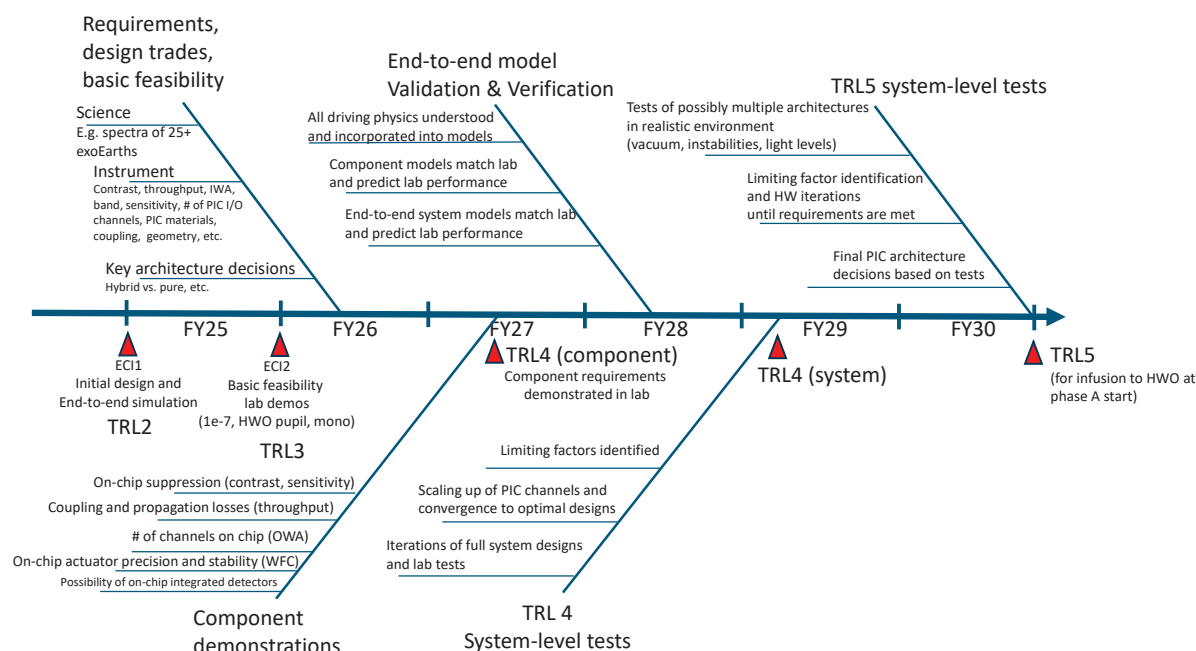 Requirements,
design trades,
basic feasibility
Science
E.g. spectra of 25+
exoEarths
Instrument
Contrast, throughput, IWA,
band, sensitivity, # of PIC I/O
channels, PIC materials,
coupling, geometry, etc.
Key architecture decisions
Hybrid vs. pure, etc.
End-to-end model
Validation & Verification
All driving physics understood
and incorporated into models
Component models match lab
and predict lab performance
End-to-end system models match lab
and predict lab performance
TRL5 system-level tests
Tests of possibly multiple architectures
in realistic environment
(vacuum, instabilities, light levels)
Limiting factor identification
and HW iterations
until requirements are met
Final PIC architecture
decisions based on tests
FY25
FY26
FY27
FY28
FY29
FY30
ECI1
Initial design and
End-to-end simulation
TRL2
ECI2
Basic feasibility
lab demos
(1e-7, HWO pupil, mono)
TRL3
TRL4 (component)
Component requirements
demonstrated in lab
TRL4 (system)
TRL5
(for infusion to HWO at
phase A start)
On-chip suppression (contrast, sensitivity)
Coupling and propagation losses (throughput)
# of channels on chip (OWA)
On-chip actuator precision and stability (WFC)
Possibility of on-chip integrated detectors
Component
demonstrations
Limiting factors identified
Scaling up of PIC channels and
convergence to optimal designs
Iterations of full system designs
and lab tests
TRL 4
System-level tests